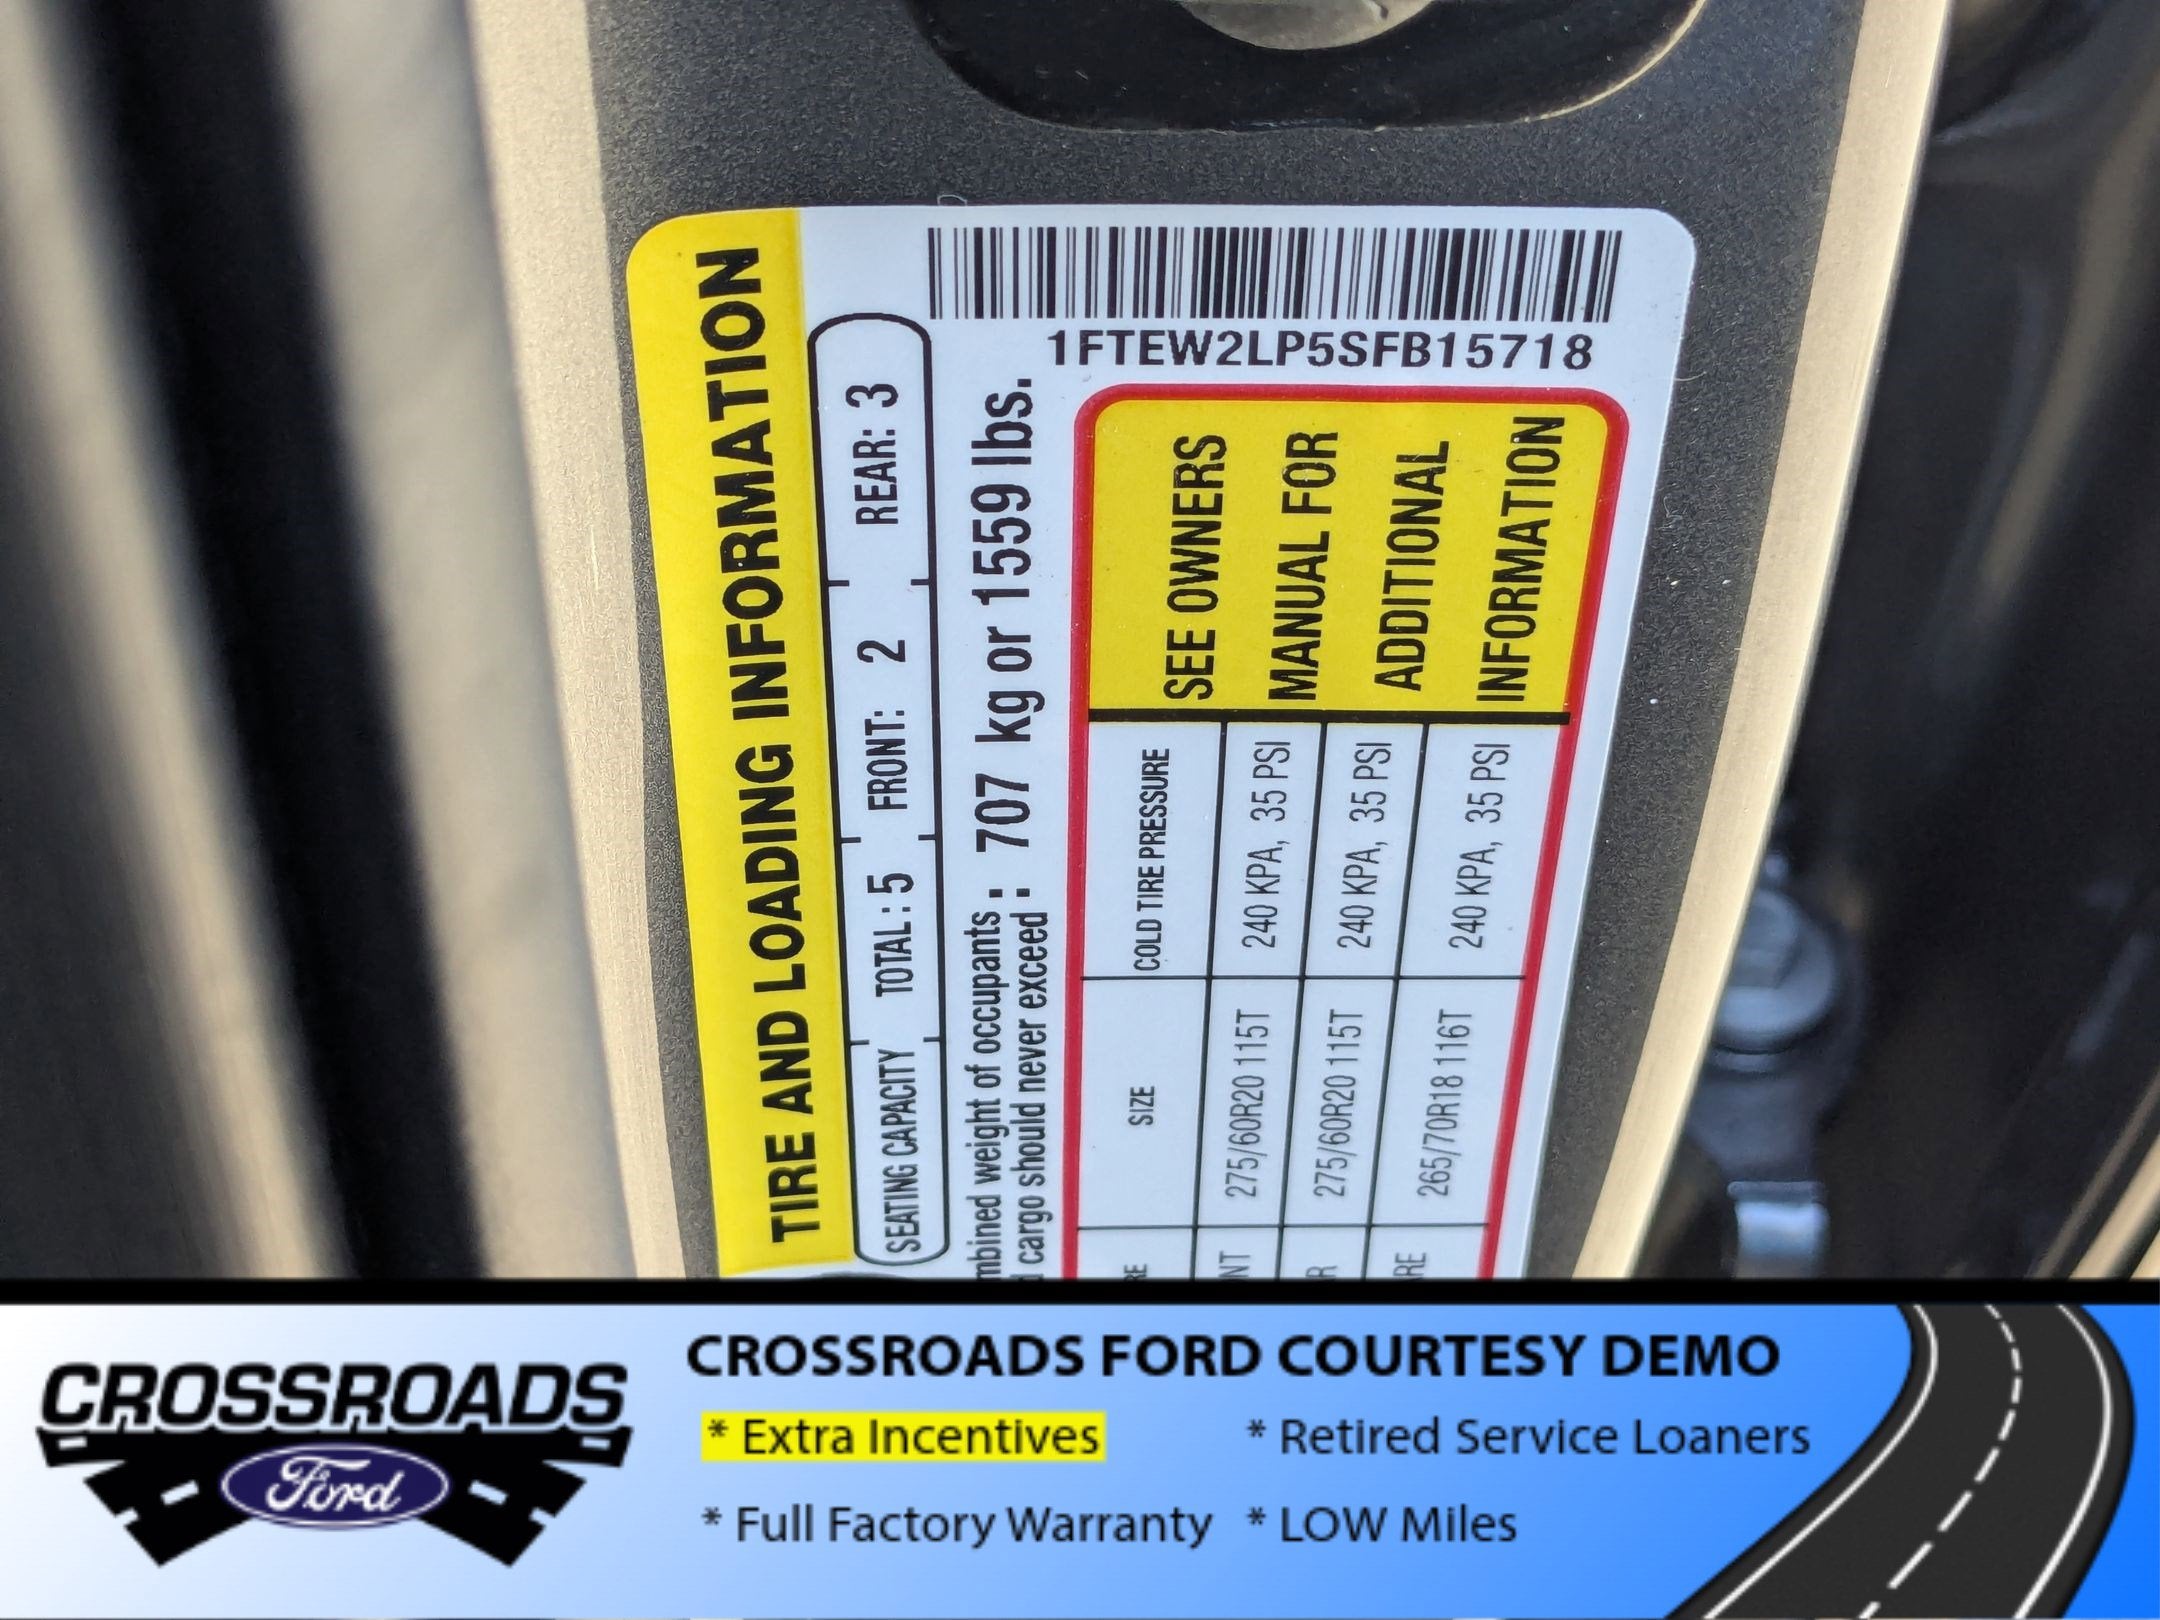 TIRE AND LOADING INFORMATION
SEATING CAPACITY TOTAL: 5 FRONT: 2 REAR: 3
mbined weight of occupants
cargo should never exceed : 707 kg or 1559 lbs.
1FTEW2LP5SFB15718
SIZE COLD TIRE PRESSURE
275/60R20 115T 240 KPA, 35 PSI
275/60R20 115T 240 KPA, 35 PSI
265/70R18 116T 240 KPA, 35 PSI
SEE OWNERS
MANUAL FOR
ADDITIONAL
INFORMATION
CROSSROADS
Ford
CROSSROADS FORD COURTESY DEMO
* Extra Incentives * Retired Service Loaners
* Full Factory Warranty * LOW Miles